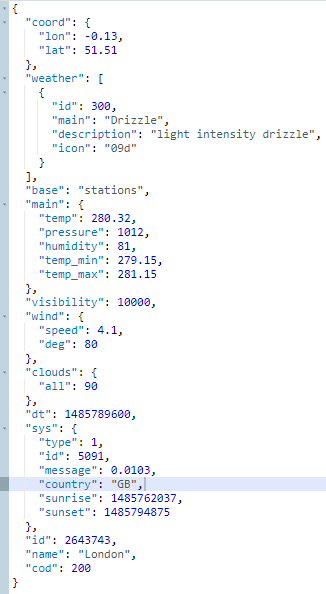 {
  "coord": {
    "lon": -0.13,
    "lat": 51.51
  },
  "weather": [
    {
      "id": 300,
      "main": "Drizzle",
      "description": "light intensity drizzle",
      "icon": "09d"
    }
  ],
  "base": "stations",
  "main": {
    "temp": 280.32,
    "pressure": 1012,
    "humidity": 81,
    "temp_min": 279.15,
    "temp_max": 281.15
  },
  "visibility": 10000,
  "wind": {
    "speed": 4.1,
    "deg": 80
  },
  "clouds": {
    "all": 90
  },
  "dt": 1485789600,
  "sys": {
    "type": 1,
    "id": 5091,
    "message": 0.0103,
    "country": "GB",
    "sunrise": 1485762037,
    "sunset": 1485794875
  },
  "id": 2643743,
  "name": "London",
  "cod": 200
}